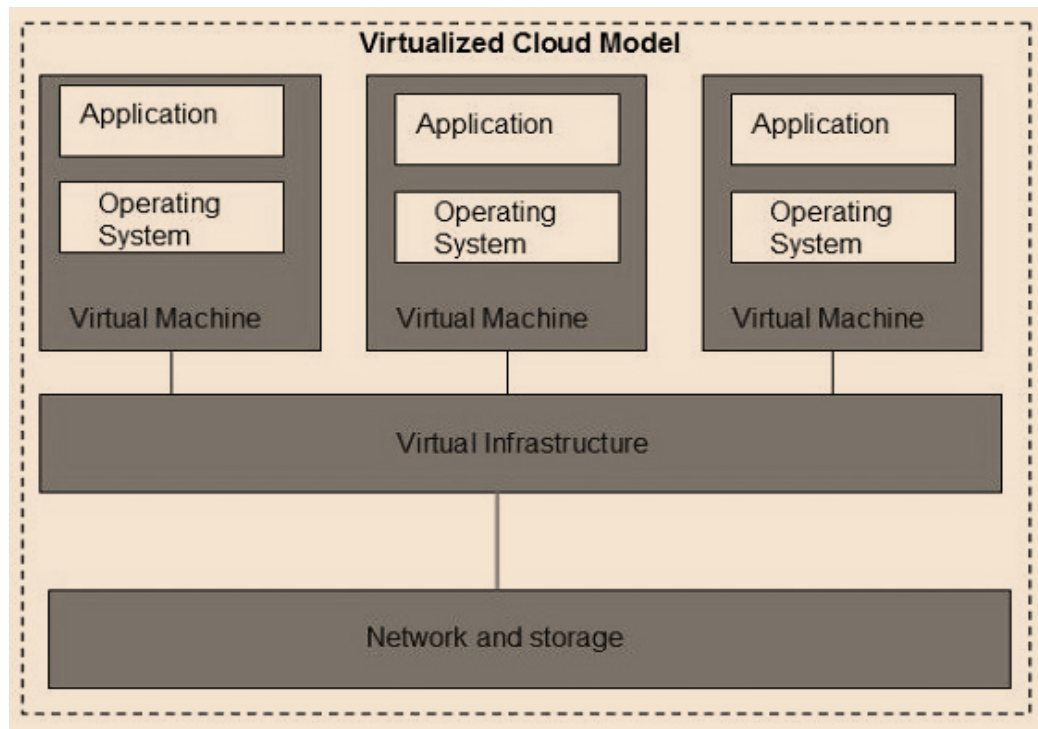 Virtualized Cloud Model
Application
Operating
System
Virtual Machine
Application
Operating
System
Virtual Machine
Application
Operating
System
Virtual Machine
Virtual Infrastructure
Network and storage